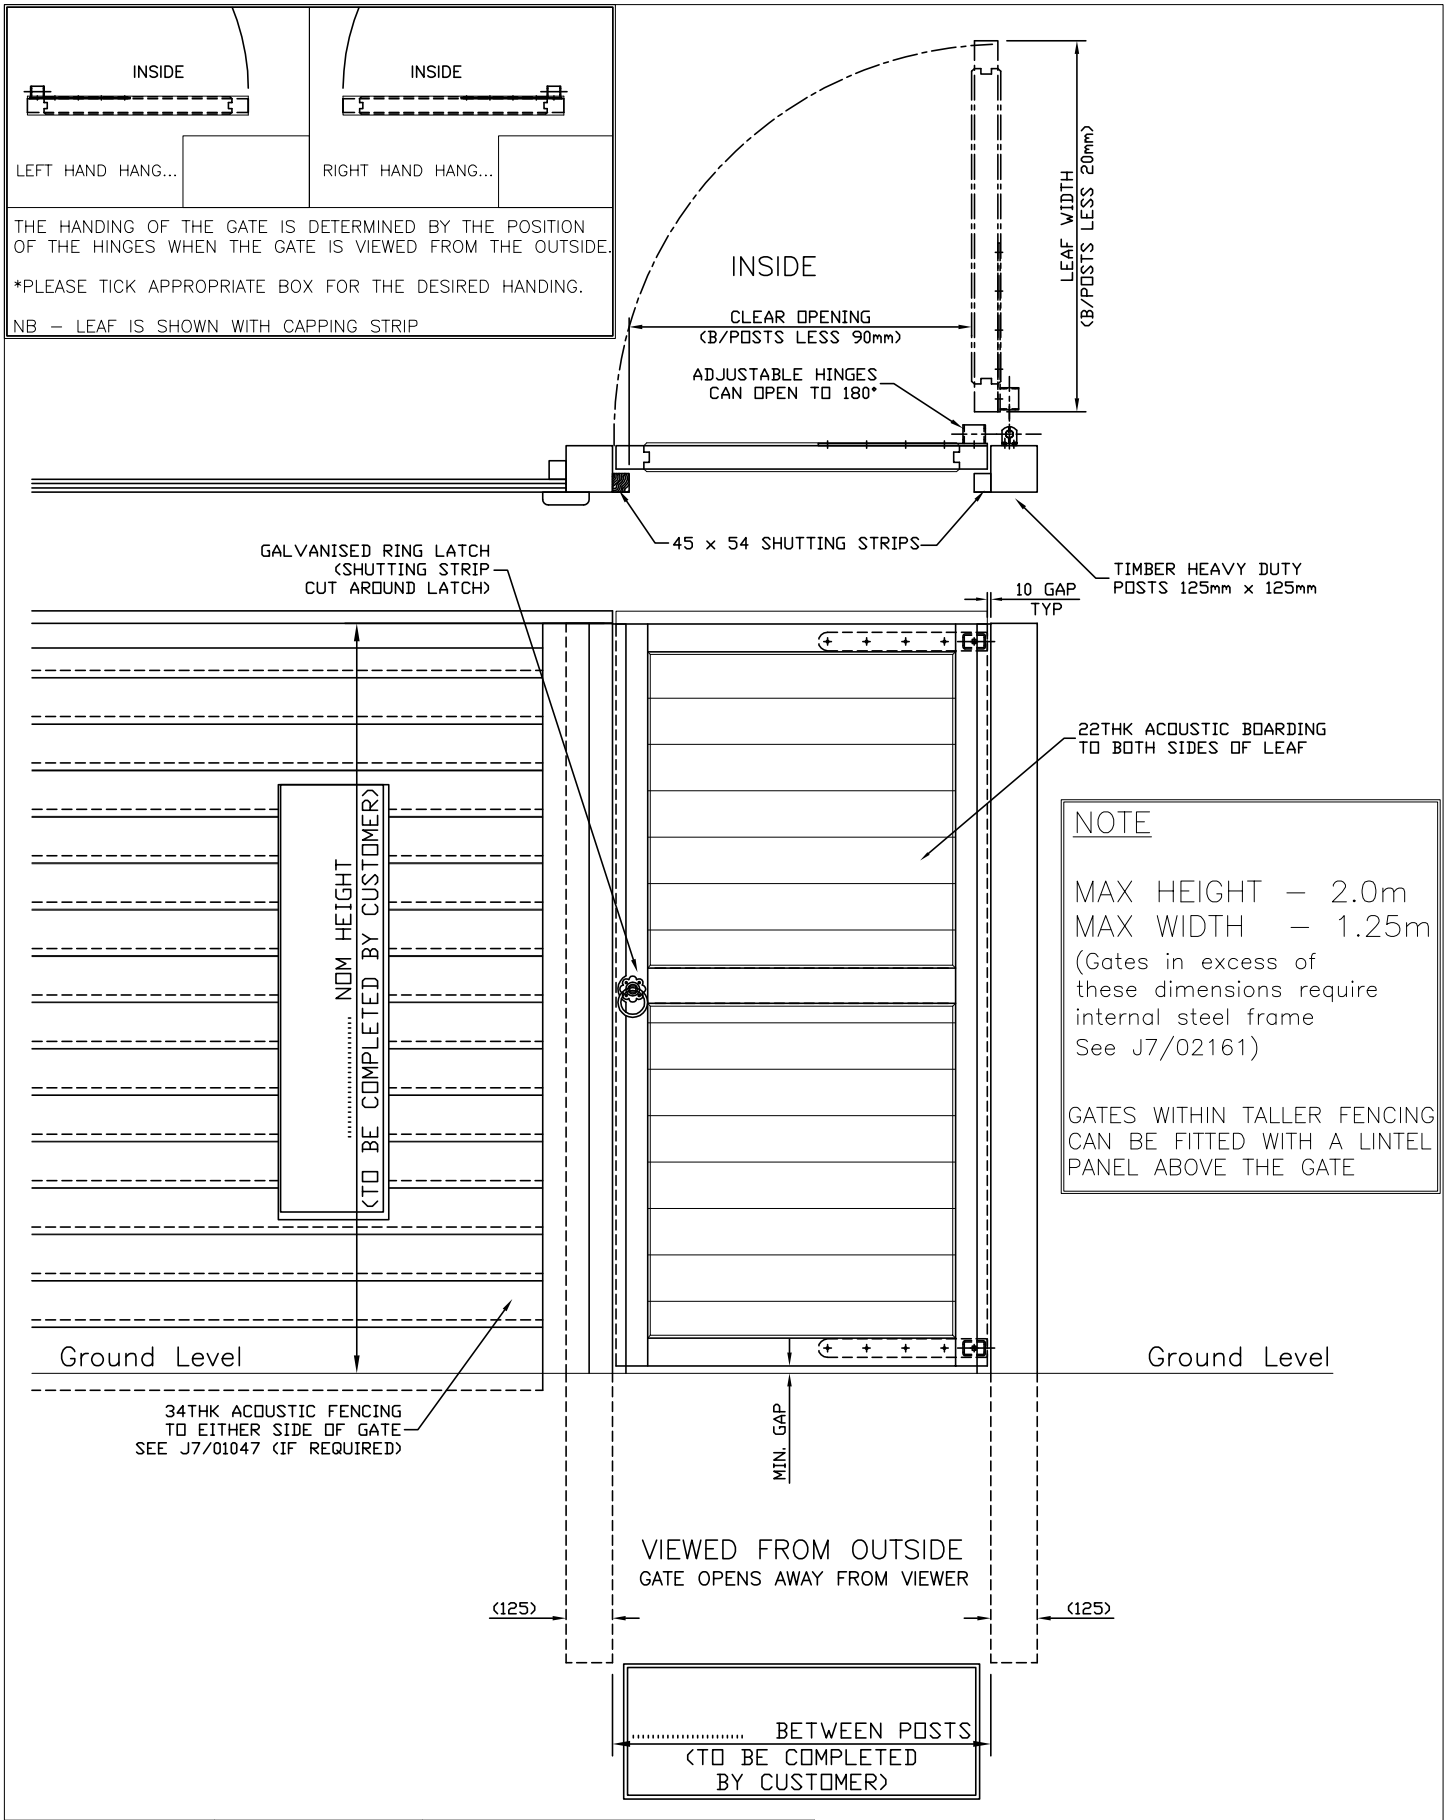 INSIDE
INSIDE
LEFT HAND HANG...
RIGHT HAND HANG...
THE HANDING OF THE GATE IS DETERMINED BY THE POSITION
OF THE HINGES WHEN THE GATE IS VIEWED FROM THE OUTSIDE.
*PLEASE TICK APPROPRIATE BOX FOR THE DESIRED HANDING.
NB – LEAF IS SHOWN WITH CAPPING STRIP
INSIDE
CLEAR OPENING
(B/POSTS LESS 90mm)
ADJUSTABLE HINGES
CAN OPEN TO 180°
LEAF WIDTH
(B/POSTS LESS 20mm)
45 x 54 SHUTTING STRIPS
TIMBER HEAVY DUTY
POSTS 125mm x 125mm
GALVANISED RING LATCH
(SHUTTING STRIP
CUT AROUND LATCH)
10 GAP
TYP
22THK ACOUSTIC BOARDING
TO BOTH SIDES OF LEAF
NOTE
MAX HEIGHT – 2.0m
MAX WIDTH – 1.25m
(Gates in excess of
these dimensions require
internal steel frame
See J7/02161)
GATES WITHIN TALLER FENCING
CAN BE FITTED WITH A LINTEL
PANEL ABOVE THE GATE
...................... NOM HEIGHT
(TO BE COMPLETED BY CUSTOMER)
Ground Level
Ground Level
34THK ACOUSTIC FENCING
TO EITHER SIDE OF GATE
SEE J7/01047 (IF REQUIRED)
MIN. GAP
VIEWED FROM OUTSIDE
GATE OPENS AWAY FROM VIEWER
(125)
(125)
...................... BETWEEN POSTS
(TO BE COMPLETED
BY CUSTOMER)